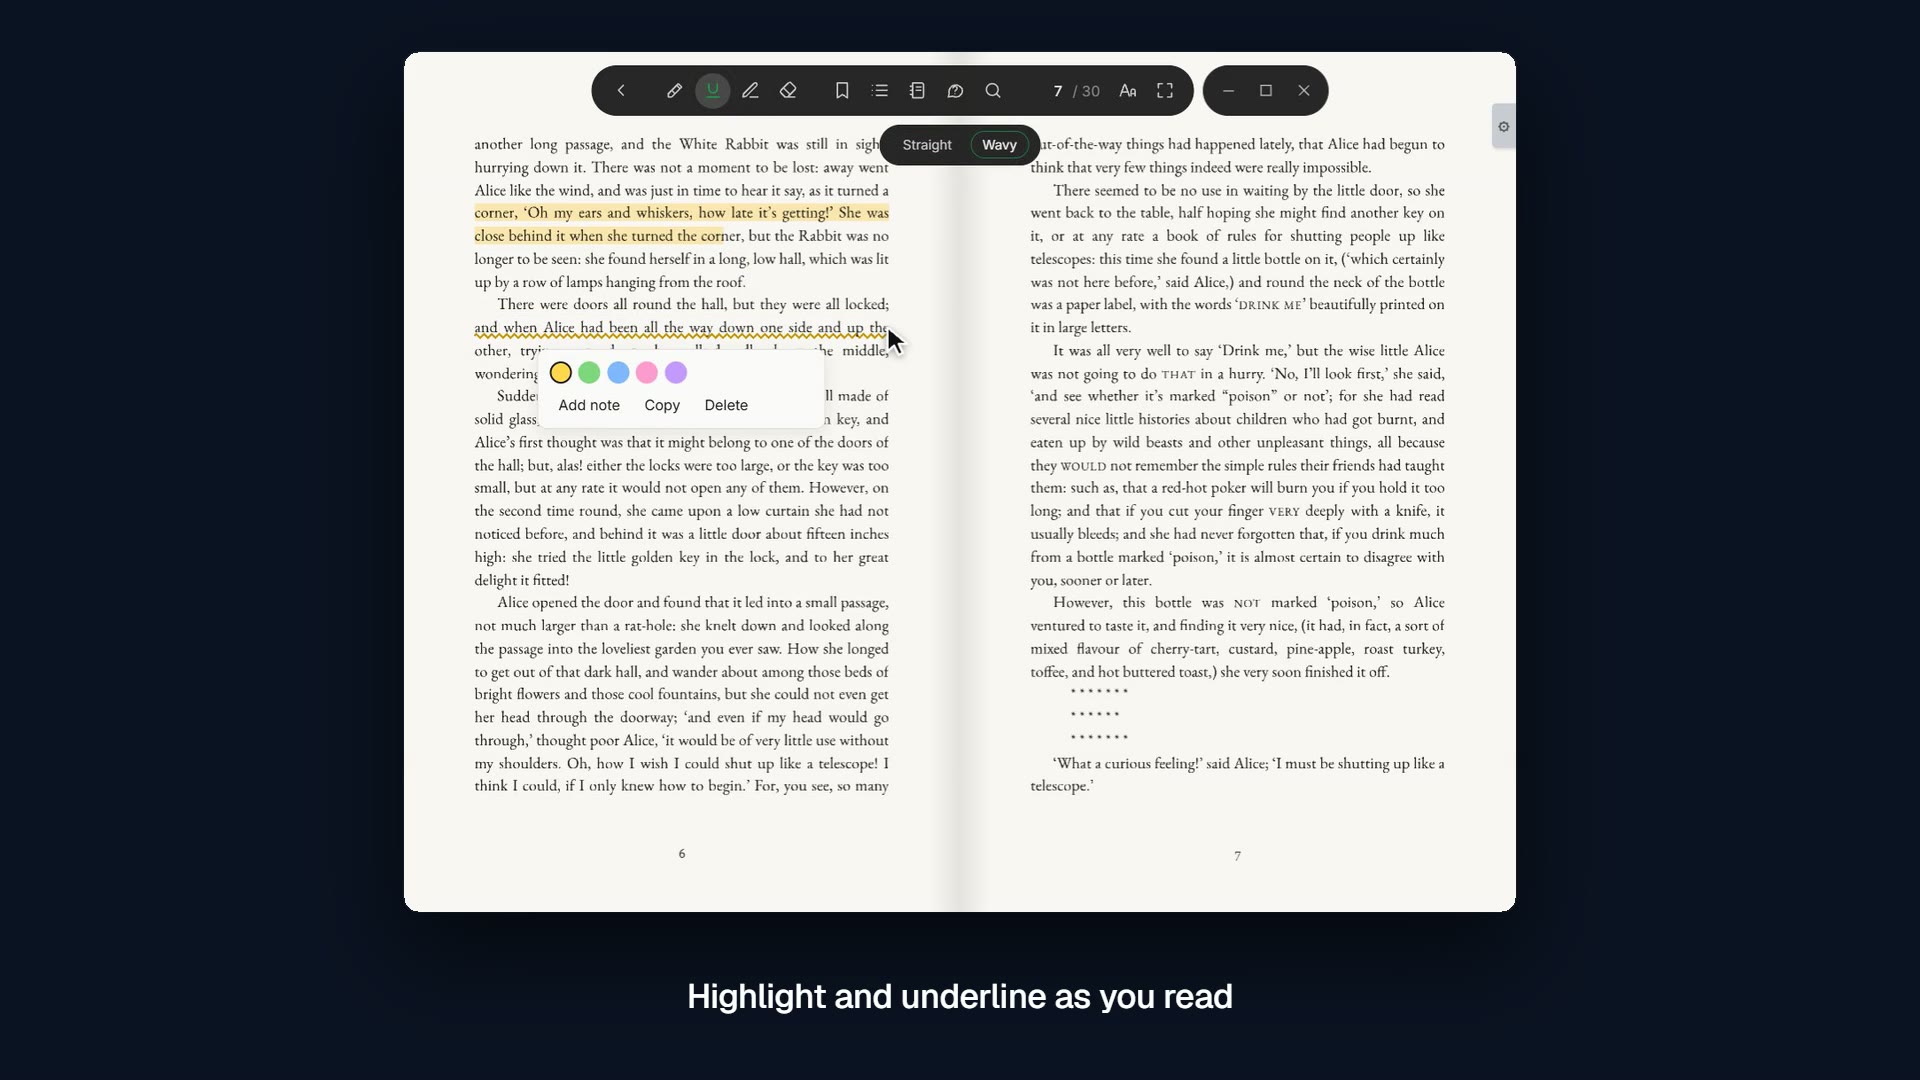 7 / 30
Aa
Straight
Wavy
another long passage, and the White Rabbit was still in sigh
hurrying down it. There was not a moment to be lost: away went
Alice like the wind, and was just in time to hear it say, as it turned a
corner, ‘Oh my ears and whiskers, how late it’s getting!’ She was
close behind it when she turned the corner, but the Rabbit was no
longer to be seen: she found herself in a long, low hall, which was lit
up by a row of lamps hanging from the roof.
There were doors all round the hall, but they were all locked;
and when Alice had been all the way down one side and up the
other, middle,
wondering
made of
solid glass, key, and
Add note
Copy
Delete
Alice’s first thought was that it might belong to one of the doors of
the hall; but, alas! either the locks were too large, or the key was too
small, but at any rate it would not open any of them. However, on
the second time round, she came upon a low curtain she had not
noticed before, and behind it was a little door about fifteen inches
high: she tried the little golden key in the lock, and to her great
delight it fitted!
Alice opened the door and found that it led into a small passage,
not much larger than a rat-hole: she knelt down and looked along
the passage into the loveliest garden you ever saw. How she longed
to get out of that dark hall, and wander about among those beds of
bright flowers and those cool fountains, but she could not even get
her head through the doorway; ‘and even if my head would go
through,’ thought poor Alice, ‘it would be of very little use without
my shoulders. Oh, how I wish I could shut up like a telescope! I
think I could, if I only knew how to begin.’ For, you see, so many
6
ut-of-the-way things had happened lately, that Alice had begun to
think that very few things indeed were really impossible.
There seemed to be no use in waiting by the little door, so she
went back to the table, half hoping she might find another key on
it, or at any rate a book of rules for shutting people up like
telescopes: this time she found a little bottle on it, (‘which certainly
was not here before,’ said Alice,) and round the neck of the bottle
was a paper label, with the words ‘DRINK ME’ beautifully printed on
it in large letters.
It was all very well to say ‘Drink me,’ but the wise little Alice
was not going to do THAT in a hurry. ‘No, I’ll look first,’ she said,
‘and see whether it’s marked “poison” or not’; for she had read
several nice little histories about children who had got burnt, and
eaten up by wild beasts and other unpleasant things, all because
they WOULD not remember the simple rules their friends had taught
them: such as, that a red-hot poker will burn you if you hold it too
long; and that if you cut your finger VERY deeply with a knife, it
usually bleeds; and she had never forgotten that, if you drink much
from a bottle marked ‘poison,’ it is almost certain to disagree with
you, sooner or later.
However, this bottle was NOT marked ‘poison,’ so Alice
ventured to taste it, and finding it very nice, (it had, in fact, a sort of
mixed flavour of cherry-tart, custard, pine-apple, roast turkey,
toffee, and hot buttered toast,) she very soon finished it off.
* * * * * * *
* * * * * *
* * * * * * *
‘What a curious feeling!’ said Alice; ‘I must be shutting up like a
telescope.’
7
Highlight and underline as you read